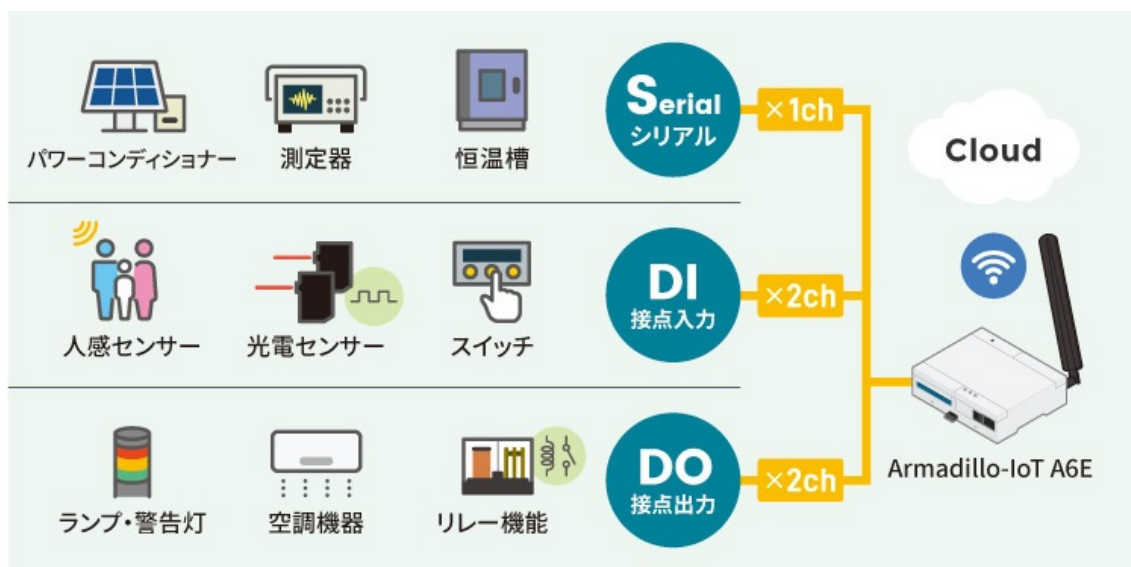 パワーコンディショナー
測定器
恒温槽
Serial
シリアル
×1ch
Cloud
人感センサー
光電センサー
スイッチ
DI
接点入力
×2ch
ランプ・警告灯
空調機器
リレー機能
DO
接点出力
×2ch
Armadillo-IoT A6E